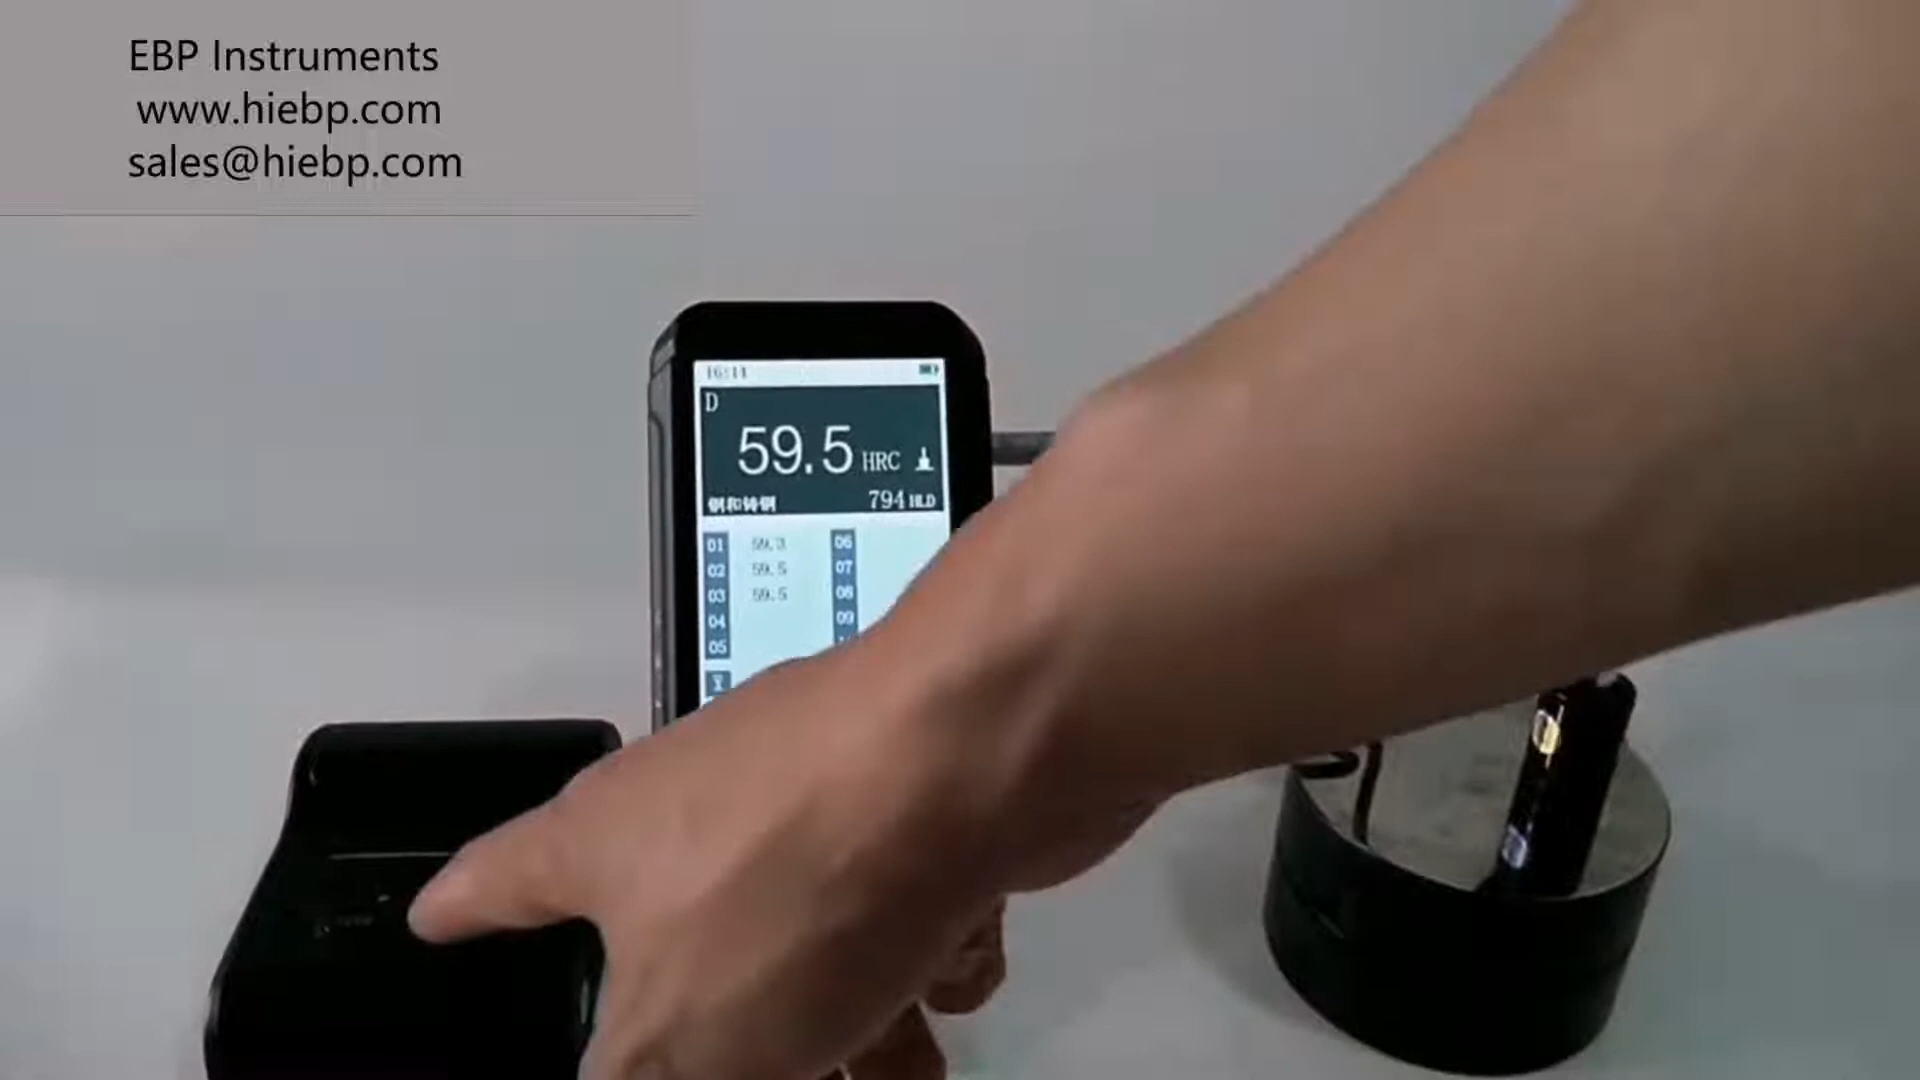 EBP Instruments
www.hiebp.com
sales@hiebp.com
16:11
D
59.5 HRC
钢和铸钢 794 HLD
01 59.3 06
02 59.5 07
03 59.5 08
04 09
05